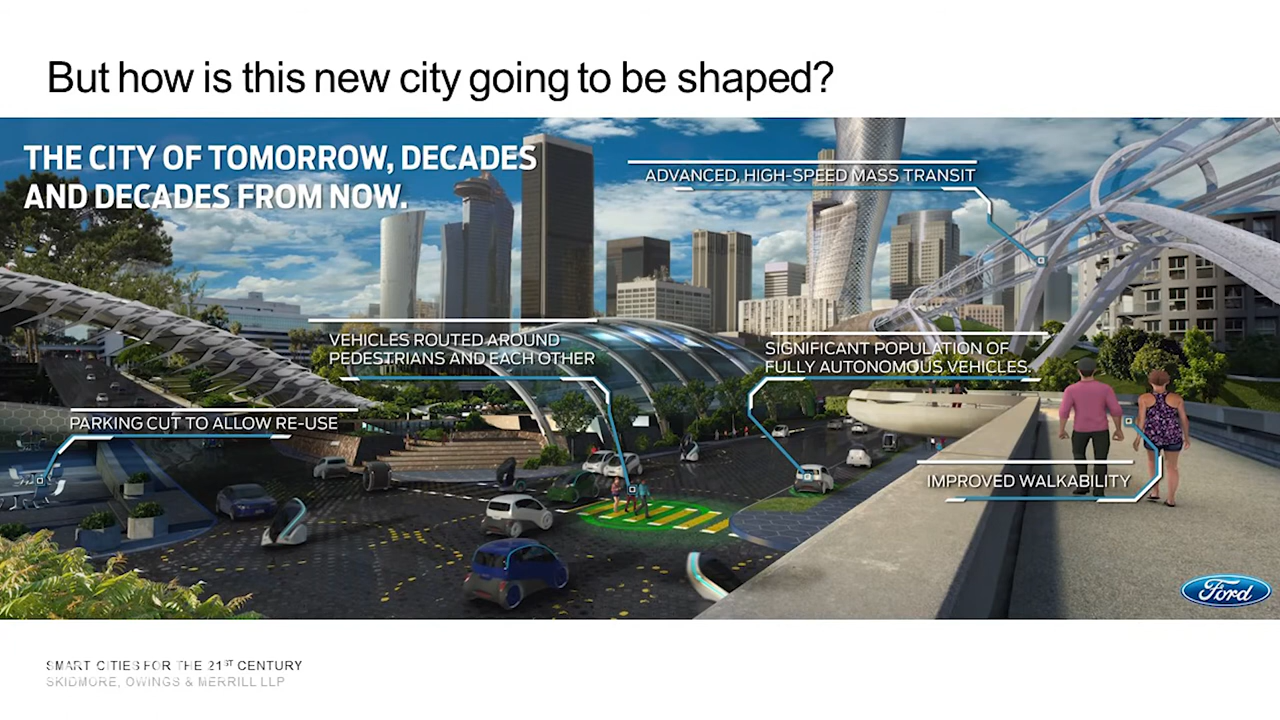 But how is this new city going to be shaped?
THE CITY OF TOMORROW, DECADES
AND DECADES FROM NOW.
ADVANCED, HIGH-SPEED MASS TRANSIT
VEHICLES ROUTED AROUND
PEDESTRIANS AND EACH OTHER
SIGNIFICANT POPULATION OF
FULLY AUTONOMOUS VEHICLES.
PARKING CUT TO ALLOW RE-USE
IMPROVED WALKABILITY
Ford
SMART CITIES FOR THE 21ST CENTURY
SKIDMORE, OWINGS & MERRILL LLP